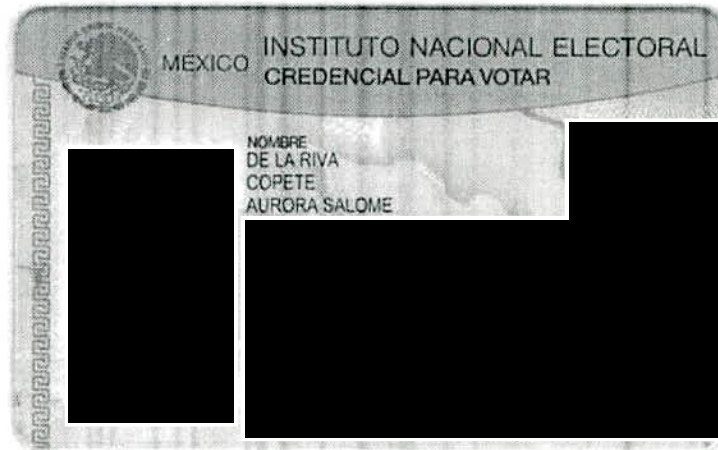 MÉXICO
INSTITUTO NACIONAL ELECTORAL
CREDENCIAL PARA VOTAR
NOMBRE
DE LA RIVA
COPETE
AURORA SALOME